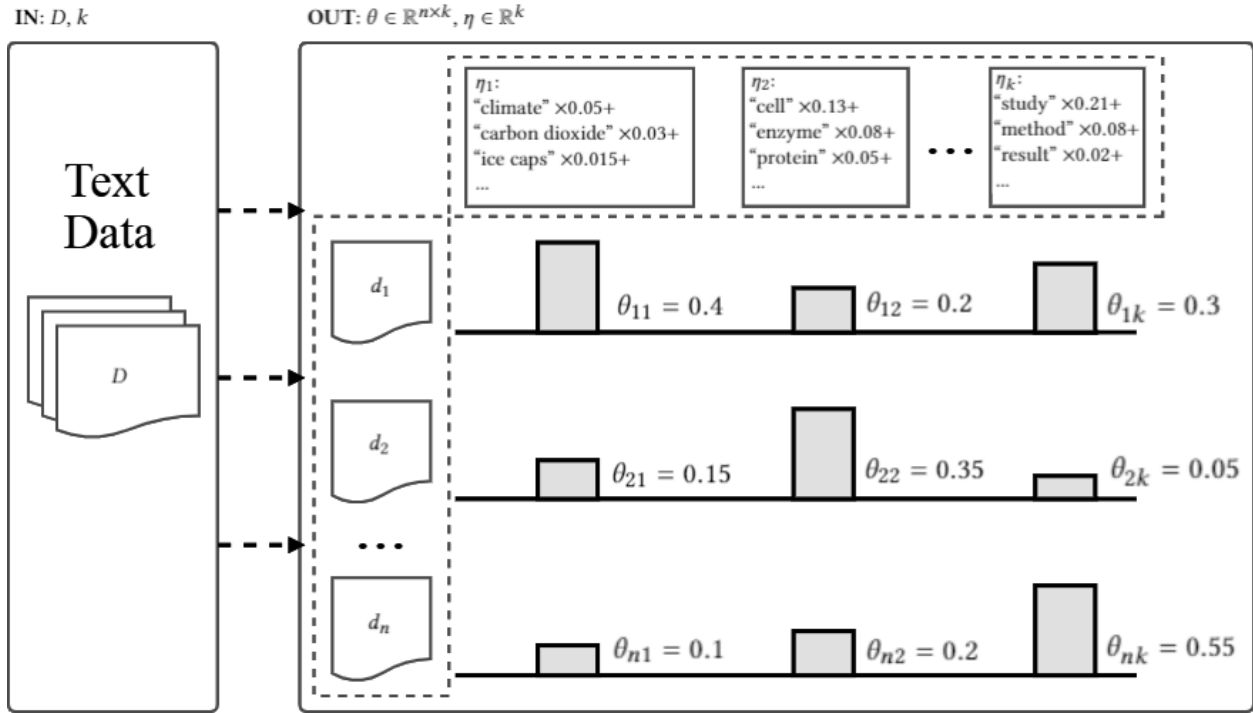 IN: D, k
OUT: θ ∈ ℝⁿˣᵏ, η ∈ ℝᵏ
Text
Data
D
η₁:
“climate” ×0.05+
“carbon dioxide” ×0.03+
“ice caps” ×0.015+
...
η₂:
“cell” ×0.13+
“enzyme” ×0.08+
“protein” ×0.05+
...
...
ηₖ:
“study” ×0.21+
“method” ×0.08+
“result” ×0.02+
...
d₁
θ₁₁ = 0.4
θ₁₂ = 0.2
θ₁ₖ = 0.3
d₂
θ₂₁ = 0.15
θ₂₂ = 0.35
θ₂ₖ = 0.05
...
dₙ
θₙ₁ = 0.1
θₙ₂ = 0.2
θₙₖ = 0.55